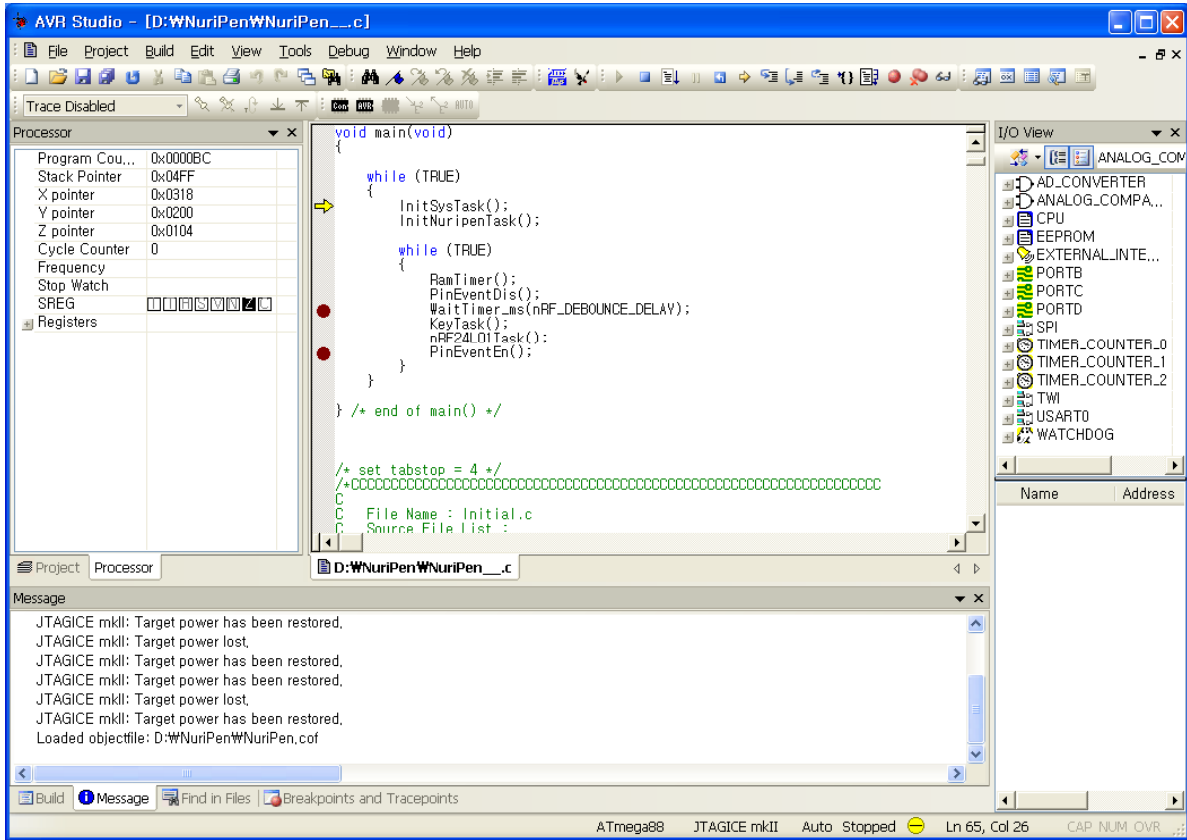 AVR Studio - [D:₩NuriPen₩NuriPen__.c]
File Project Build Edit View Tools Debug Window Help
Trace Disabled
Con AVR AUTO
Processor
Program Cou... 0x0000BC
Stack Pointer 0x04FF
X pointer 0x0318
Y pointer 0x0200
Z pointer 0x0104
Cycle Counter 0
Frequency
Stop Watch
SREG I T H S V N Z C
Registers
Project Processor
void main(void)
{
while (TRUE)
{
InitSysTask();
InitNuripenTask();
while (TRUE)
{
RamTimer();
PinEventDis();
WaitTimer_ms(nRF_DEBOUNCE_DELAY);
KeyTask();
nRF24L01Task();
PinEventEn();
}
}
} /* end of main() */
/* set tabstop = 4 */
/*CCCCCCCCCCCCCCCCCCCCCCCCCCCCCCCCCCCCCCCCCCCCCCCCCCCCCCCCCCCCCCCCCCCC
C
C File Name : Initial.c
C Source File List :
D:₩NuriPen₩NuriPen__.c
I/O View
ANALOG_COM
AD_CONVERTER
ANALOG_COMPA...
CPU
EEPROM
EXTERNAL_INTE...
PORTB
PORTC
PORTD
SPI
TIMER_COUNTER_0
TIMER_COUNTER_1
TIMER_COUNTER_2
TWI
USART0
WATCHDOG
Name Address
Message
JTAGICE mkII: Target power has been restored.
JTAGICE mkII: Target power lost.
JTAGICE mkII: Target power has been restored.
JTAGICE mkII: Target power has been restored.
JTAGICE mkII: Target power lost.
JTAGICE mkII: Target power has been restored.
Loaded objectfile: D:₩NuriPen₩NuriPen.cof
Build Message Find in Files Breakpoints and Tracepoints
ATmega88 JTAGICE mkII Auto Stopped Ln 65, Col 26 CAP NUM OVR